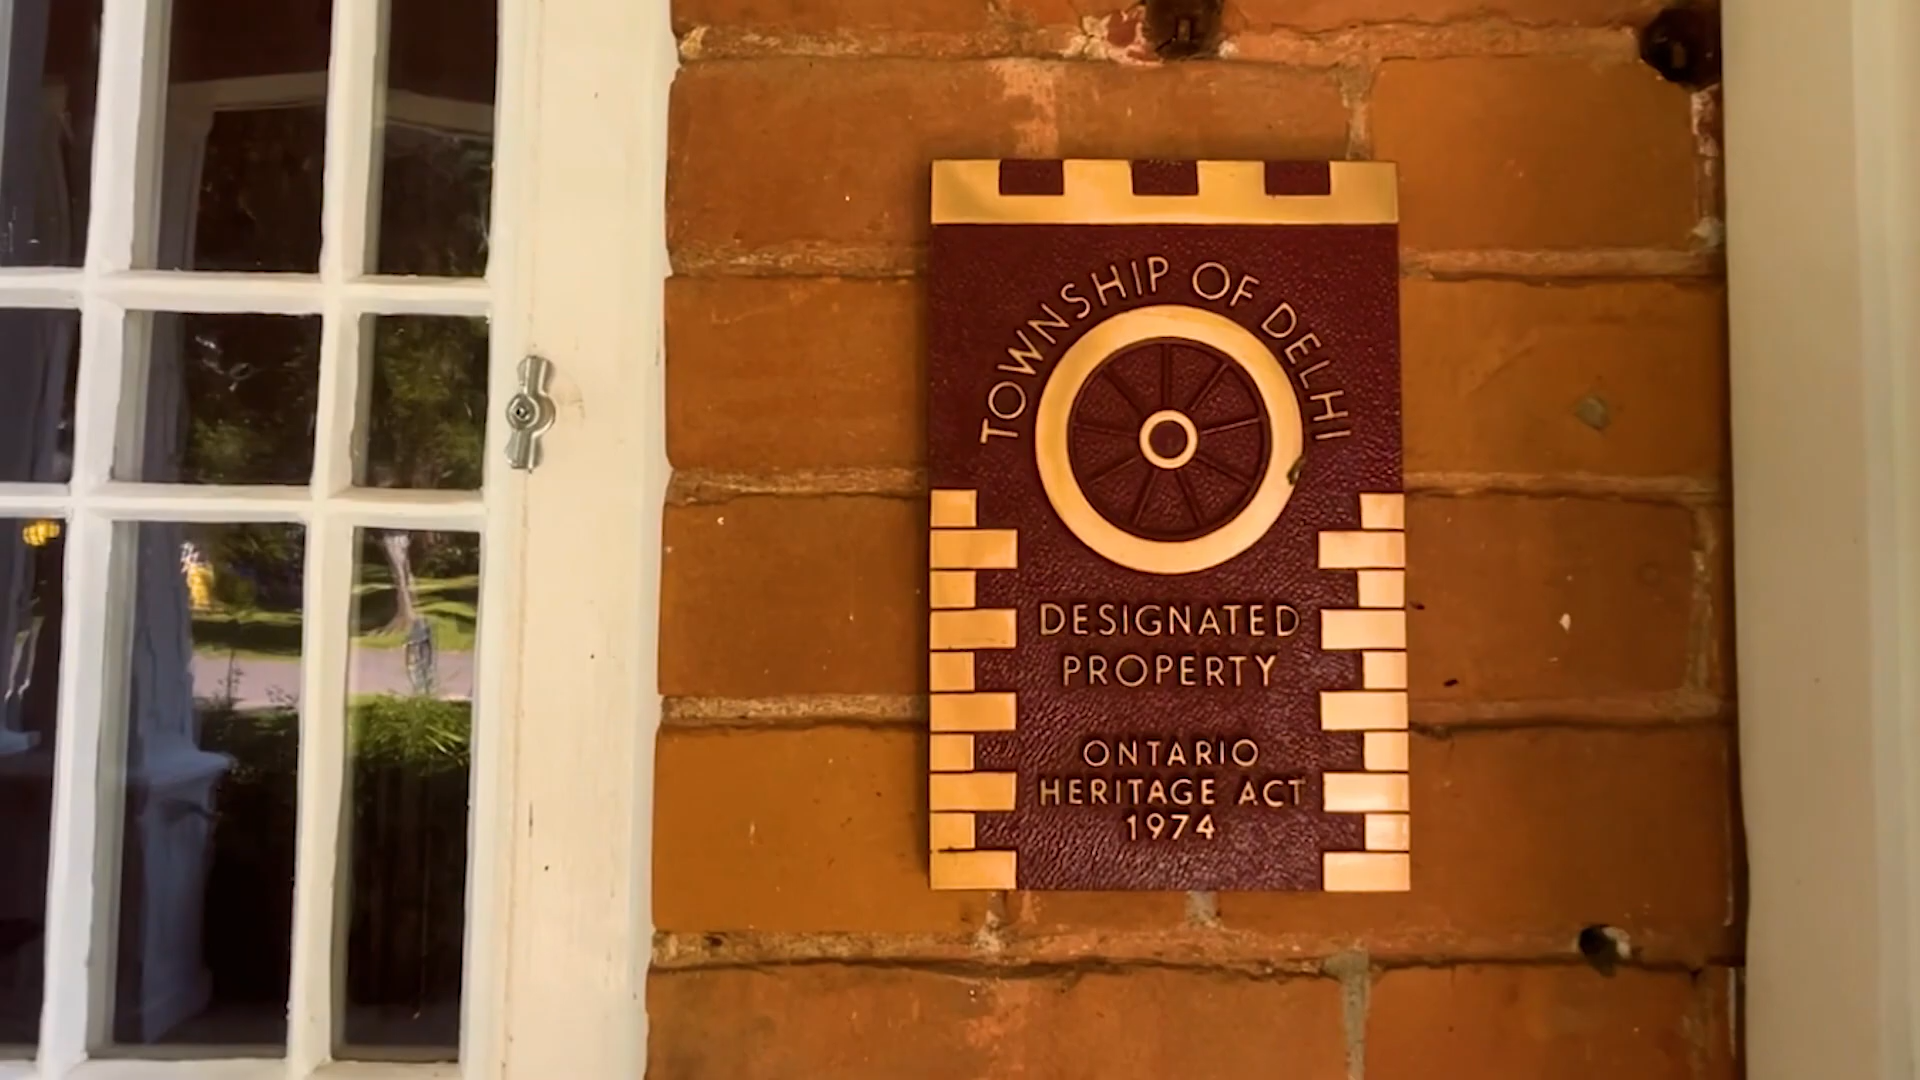 TOWNSHIP OF DELHI
DESIGNATED
PROPERTY
ONTARIO
HERITAGE ACT
1974